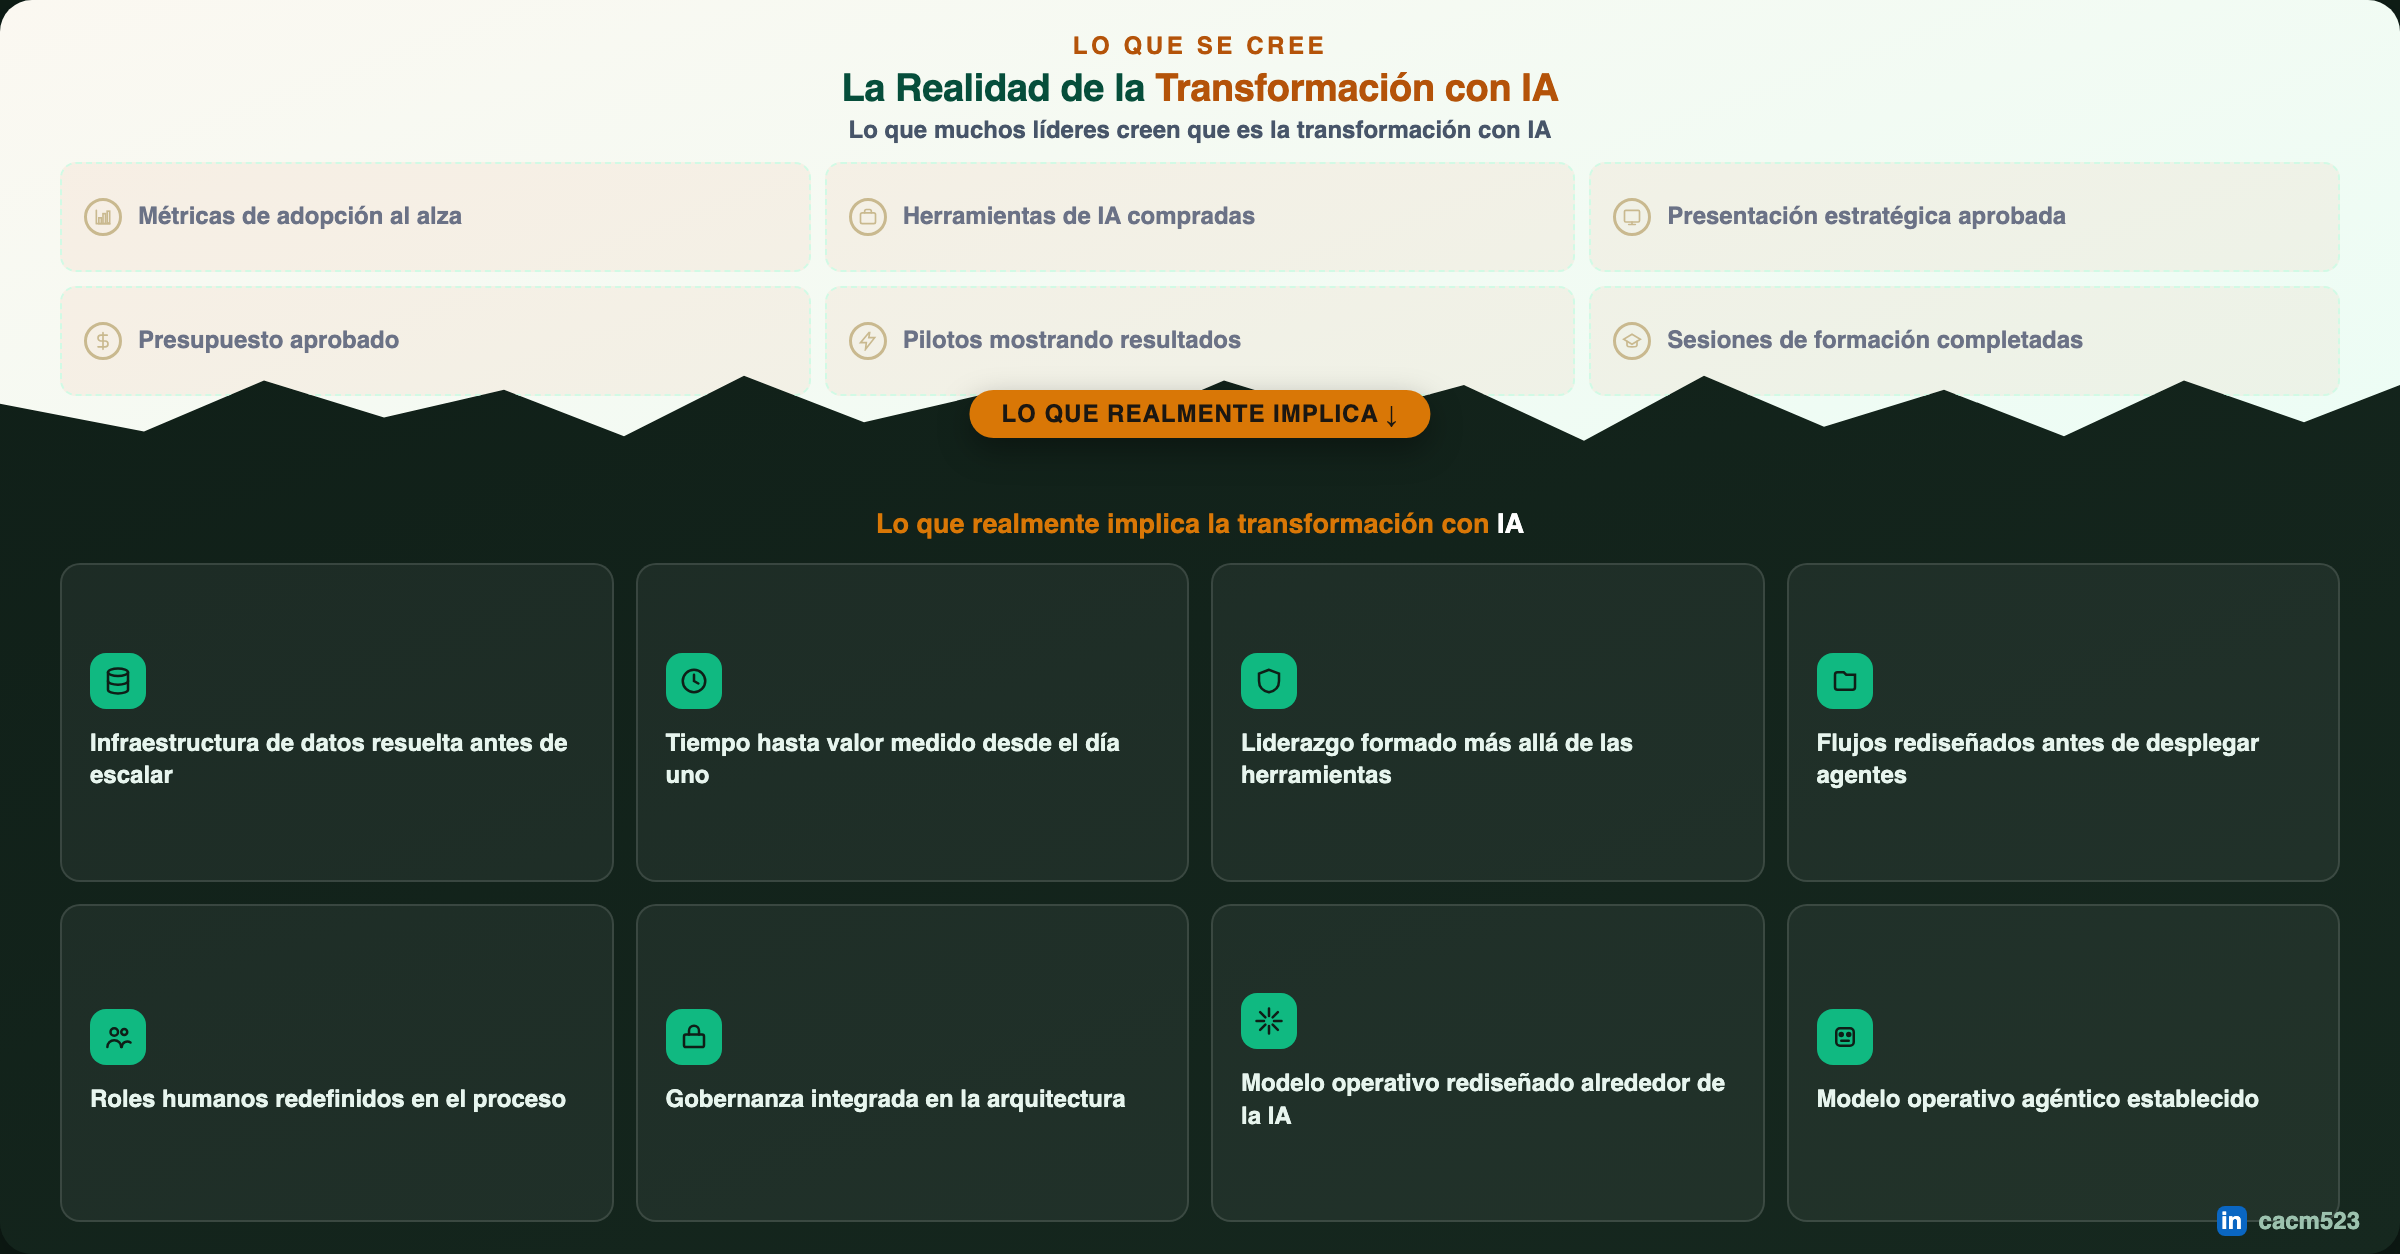 LO QUE SE CREE
La Realidad de la Transformación con IA
Lo que muchos líderes creen que es la transformación con IA
Métricas de adopción al alza
Herramientas de IA compradas
Presentación estratégica aprobada
Presupuesto aprobado
Pilotos mostrando resultados
Sesiones de formación completadas
LO QUE REALMENTE IMPLICA ↓
Lo que realmente implica la transformación con IA
Infraestructura de datos resuelta antes de
escalar
Tiempo hasta valor medido desde el día
uno
Liderazgo formado más allá de las
herramientas
Flujos rediseñados antes de desplegar
agentes
Roles humanos redefinidos en el proceso
Gobernanza integrada en la arquitectura
Modelo operativo rediseñado alrededor de
la IA
Modelo operativo agéntico establecido
in cacm523